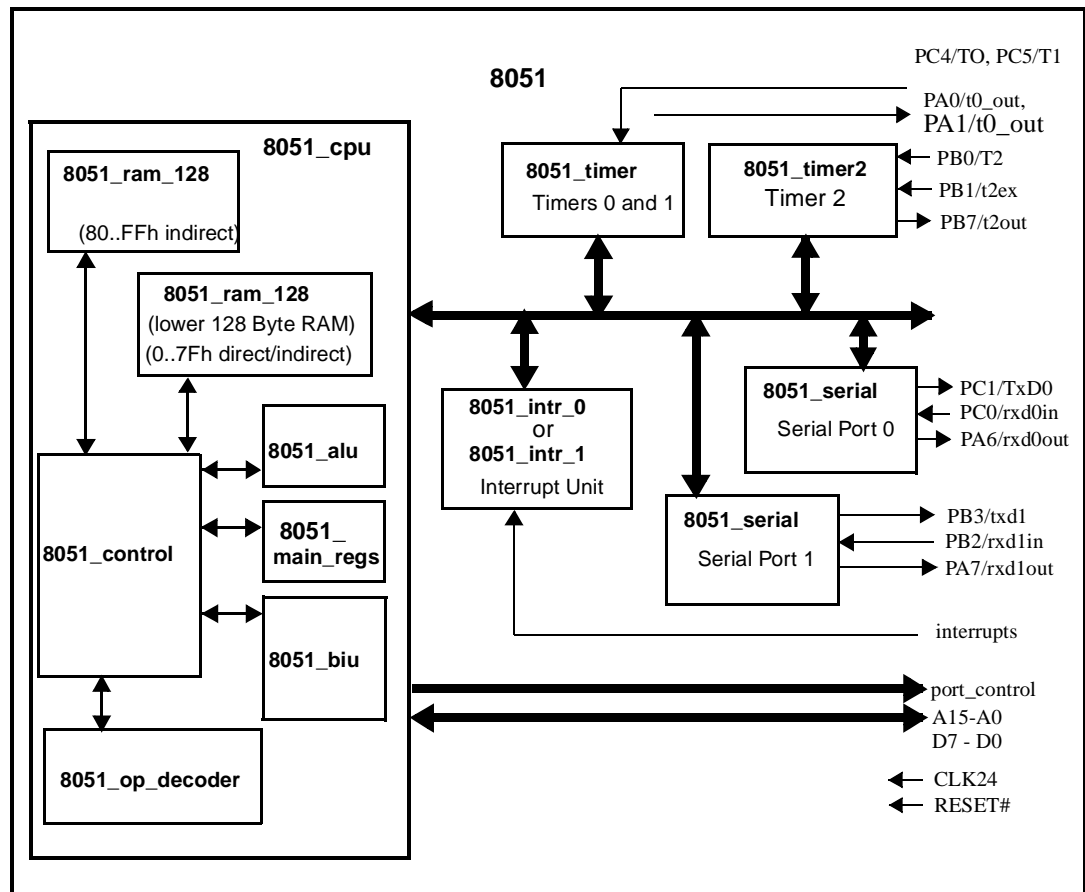 8051
PC4/TO, PC5/T1
PA0/t0_out,
PA1/t0_out
8051_cpu
8051_ram_128
(80..FFh indirect)
8051_ram_128
(lower 128 Byte RAM)
(0..7Fh direct/indirect)
8051_alu
8051_
main_regs
8051_control
8051_biu
8051_op_decoder
8051_timer
Timers 0 and 1
8051_timer2
Timer 2
PB0/T2
PB1/t2ex
PB7/t2out
8051_intr_0
or
8051_intr_1
Interrupt Unit
8051_serial
Serial Port 0
PC1/TxD0
PC0/rxd0in
PA6/rxd0out
8051_serial
Serial Port 1
PB3/txd1
PB2/rxd1in
PA7/rxd1out
interrupts
port_control
A15-A0
D7 - D0
CLK24
RESET#